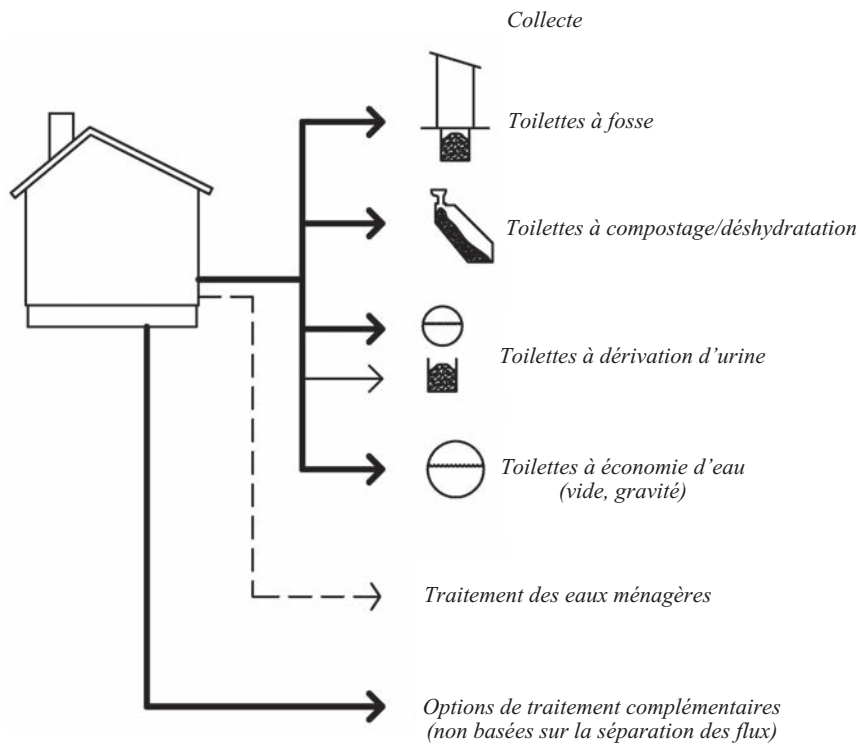 Collecte
Toilettes à fosse
Toilettes à compostage/déshydratation
Toilettes à dérivation d’urine
Toilettes à économie d’eau
(vide, gravité)
Traitement des eaux ménagères
Options de traitement complémentaires
(non basées sur la séparation des flux)